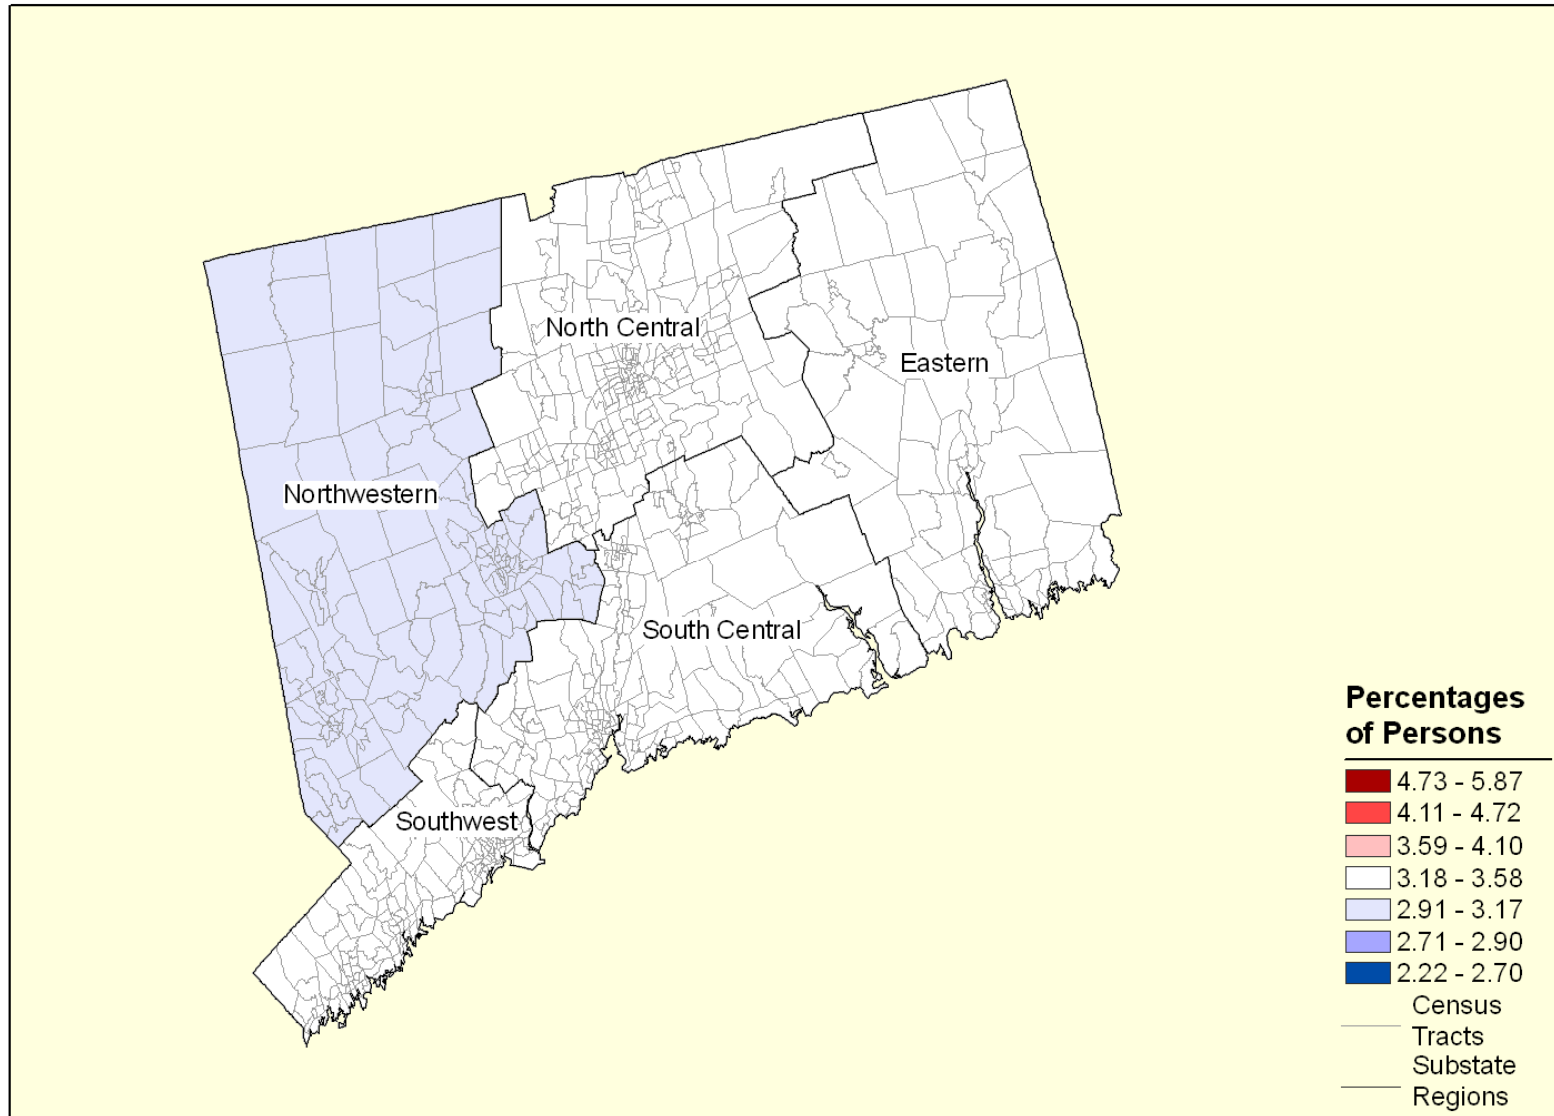 North Central
Eastern
Northwestern
South Central
Southwest
Percentages
of Persons
4.73 - 5.87
4.11 - 4.72
3.59 - 4.10
3.18 - 3.58
2.91 - 3.17
2.71 - 2.90
2.22 - 2.70
Census
Tracts
Substate
Regions